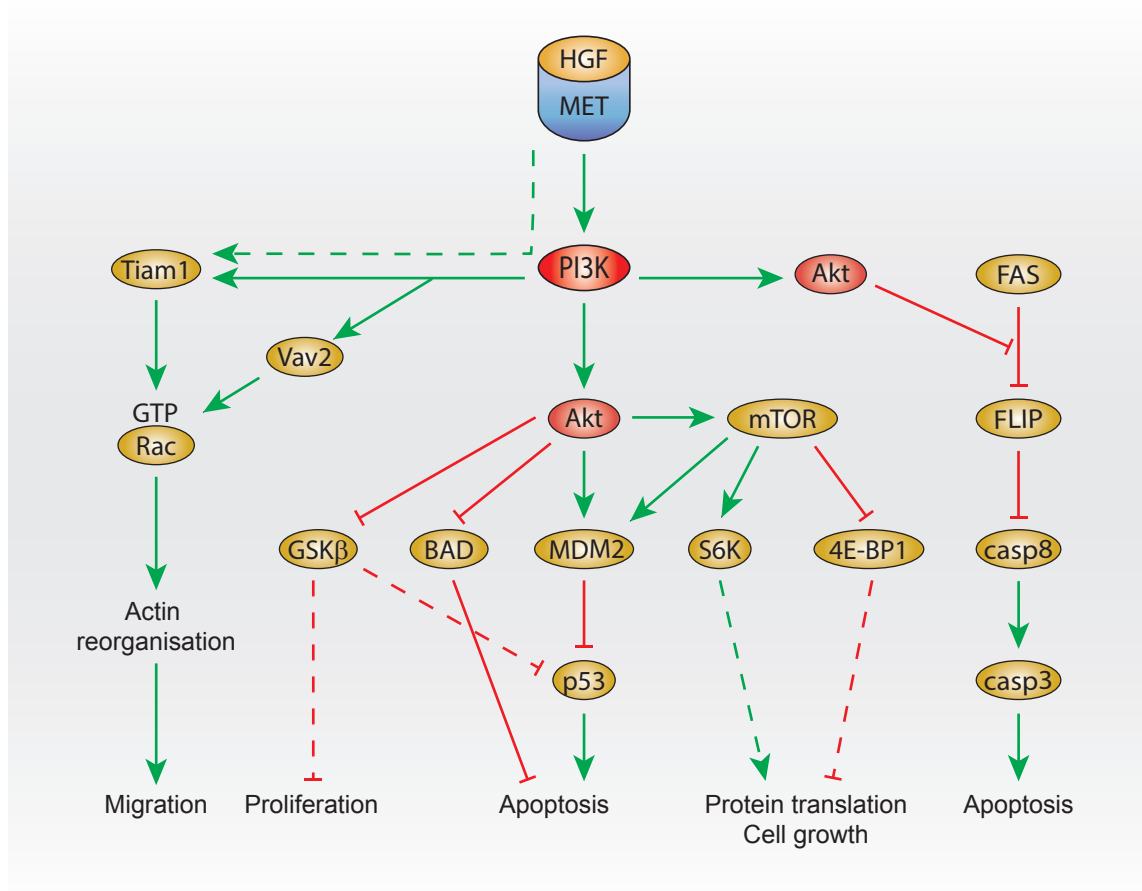 HGF
MET
Tiam1
PI3K
Akt
FAS
Vav2
GTP
Rac
Akt
mTOR
FLIP
GSKβ
BAD
MDM2
S6K
4E-BP1
casp8
Actin
reorganisation
p53
casp3
Migration
Proliferation
Apoptosis
Protein translation
Cell growth
Apoptosis